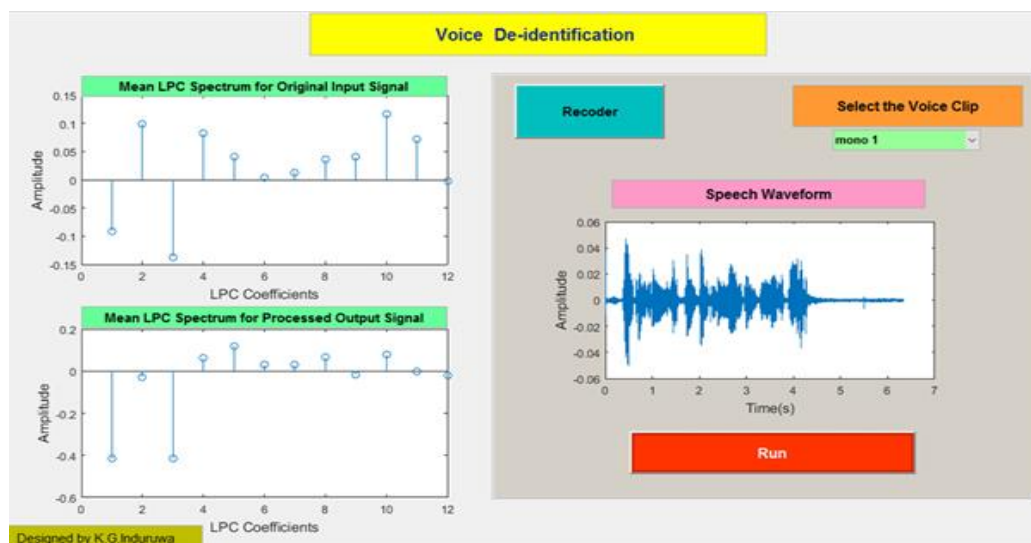 Voice De-identification
Mean LPC Spectrum for Original Input Signal
0.15
0.1
0.05
0
-0.05
-0.1
-0.15
Amplitude
0 2 4 6 8 10 12
LPC Coefficients
Mean LPC Spectrum for Processed Output Signal
0.2
0
-0.2
-0.4
-0.6
Amplitude
0 2 4 6 8 10 12
LPC Coefficients
Designed by K.G.Induruwa
Recoder
Select the Voice Clip
mono 1
Speech Waveform
0.06
0.04
0.02
0
-0.02
-0.04
-0.06
Amplitude
0 1 2 3 4 5 6 7
Time(s)
Run